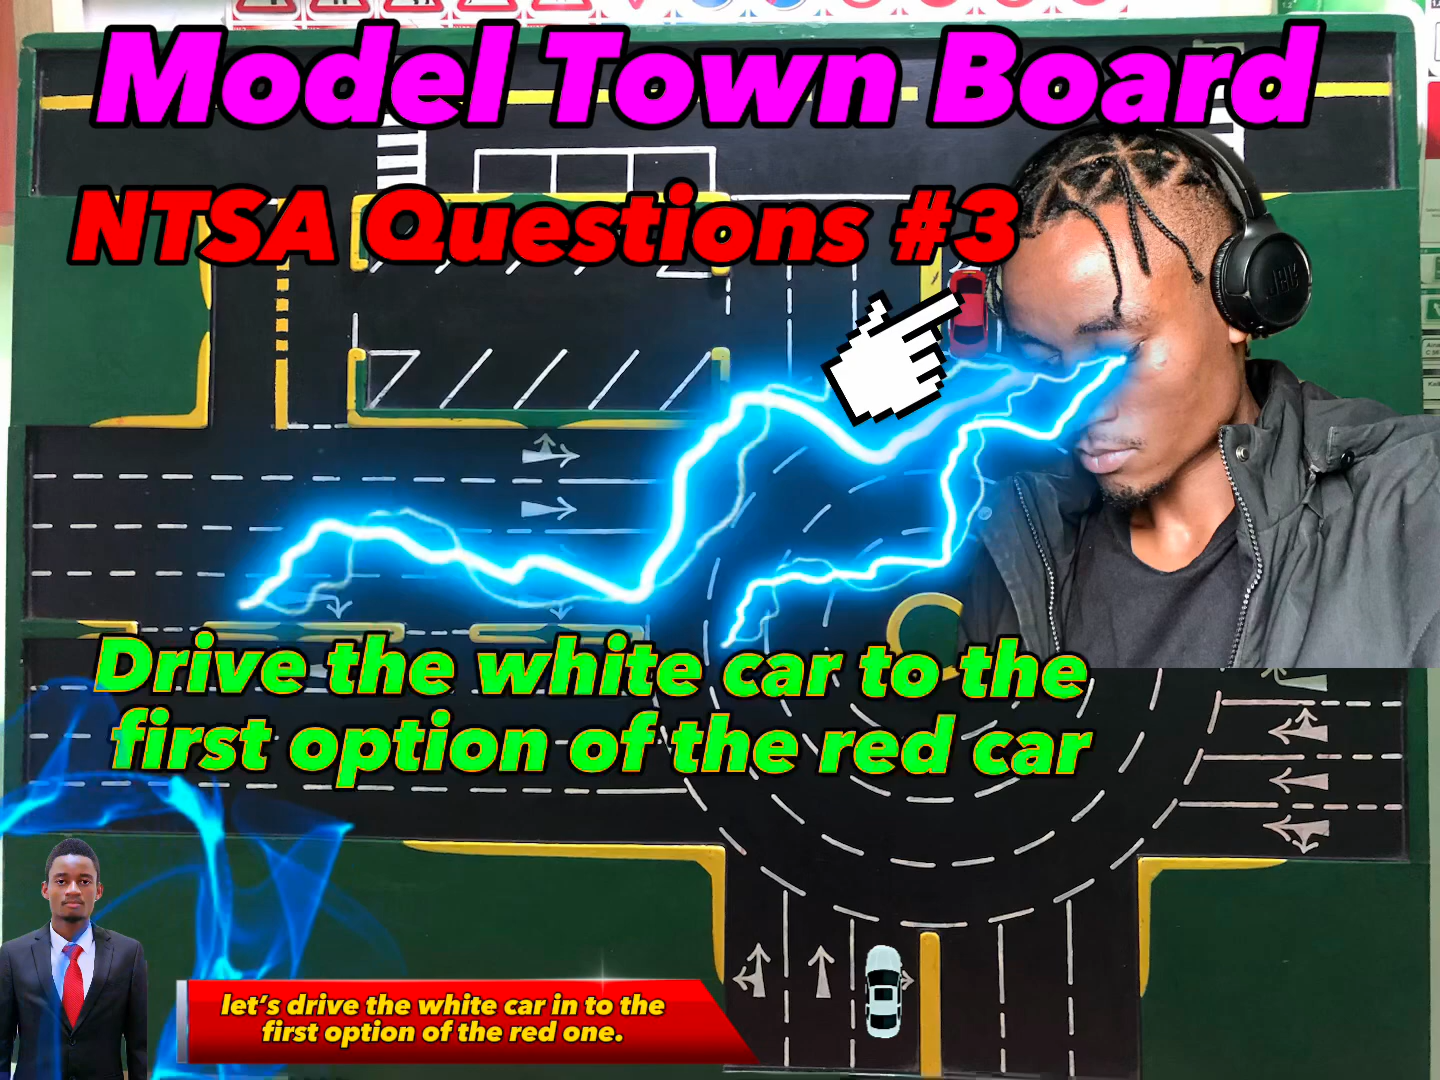 Model Town Board
NTSA Questions #3
JBL
Drive the white car to the
first option of the red car
let's drive the white car in to the
first option of the red one.